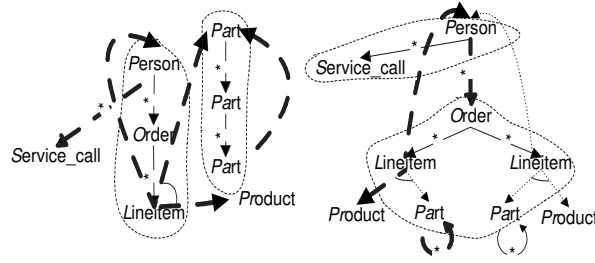 Part
Person
*
*
Part
*
*
Order
Service_call
*
Part
Lineitem
Product
Person
*
Service_call
*
Order
*
*
Lineitem
Lineitem
Product
Part
Part
Product
*
*